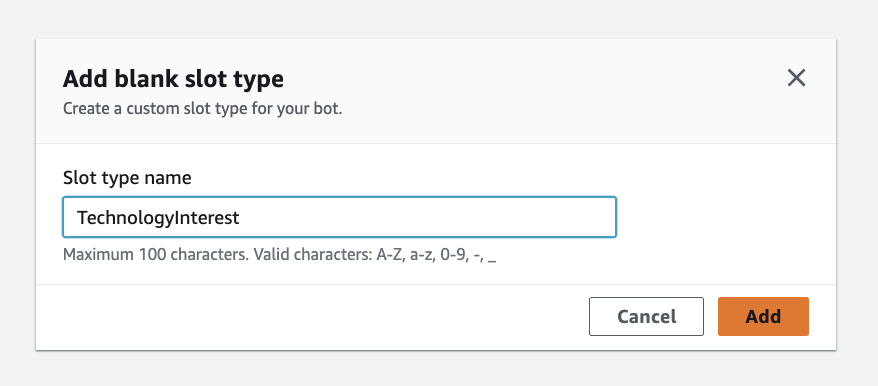 Add blank slot type
Create a custom slot type for your bot.
Slot type name
TechnologyInterest
Maximum 100 characters. Valid characters: A-Z, a-z, 0-9, -, _
Cancel
Add